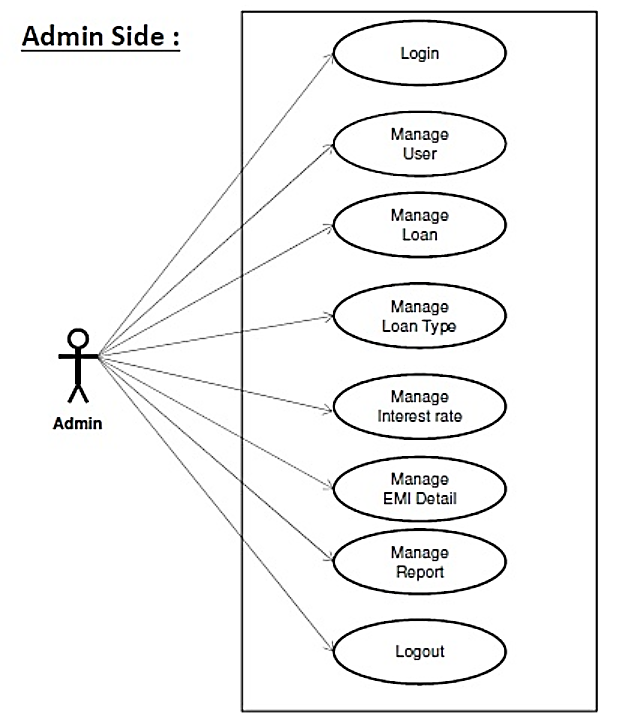 Admin Side :
Login
Manage
User
Manage
Loan
Manage
Loan Type
Manage
Interest rate
Manage
EMI Detail
Manage
Report
Logout
Admin